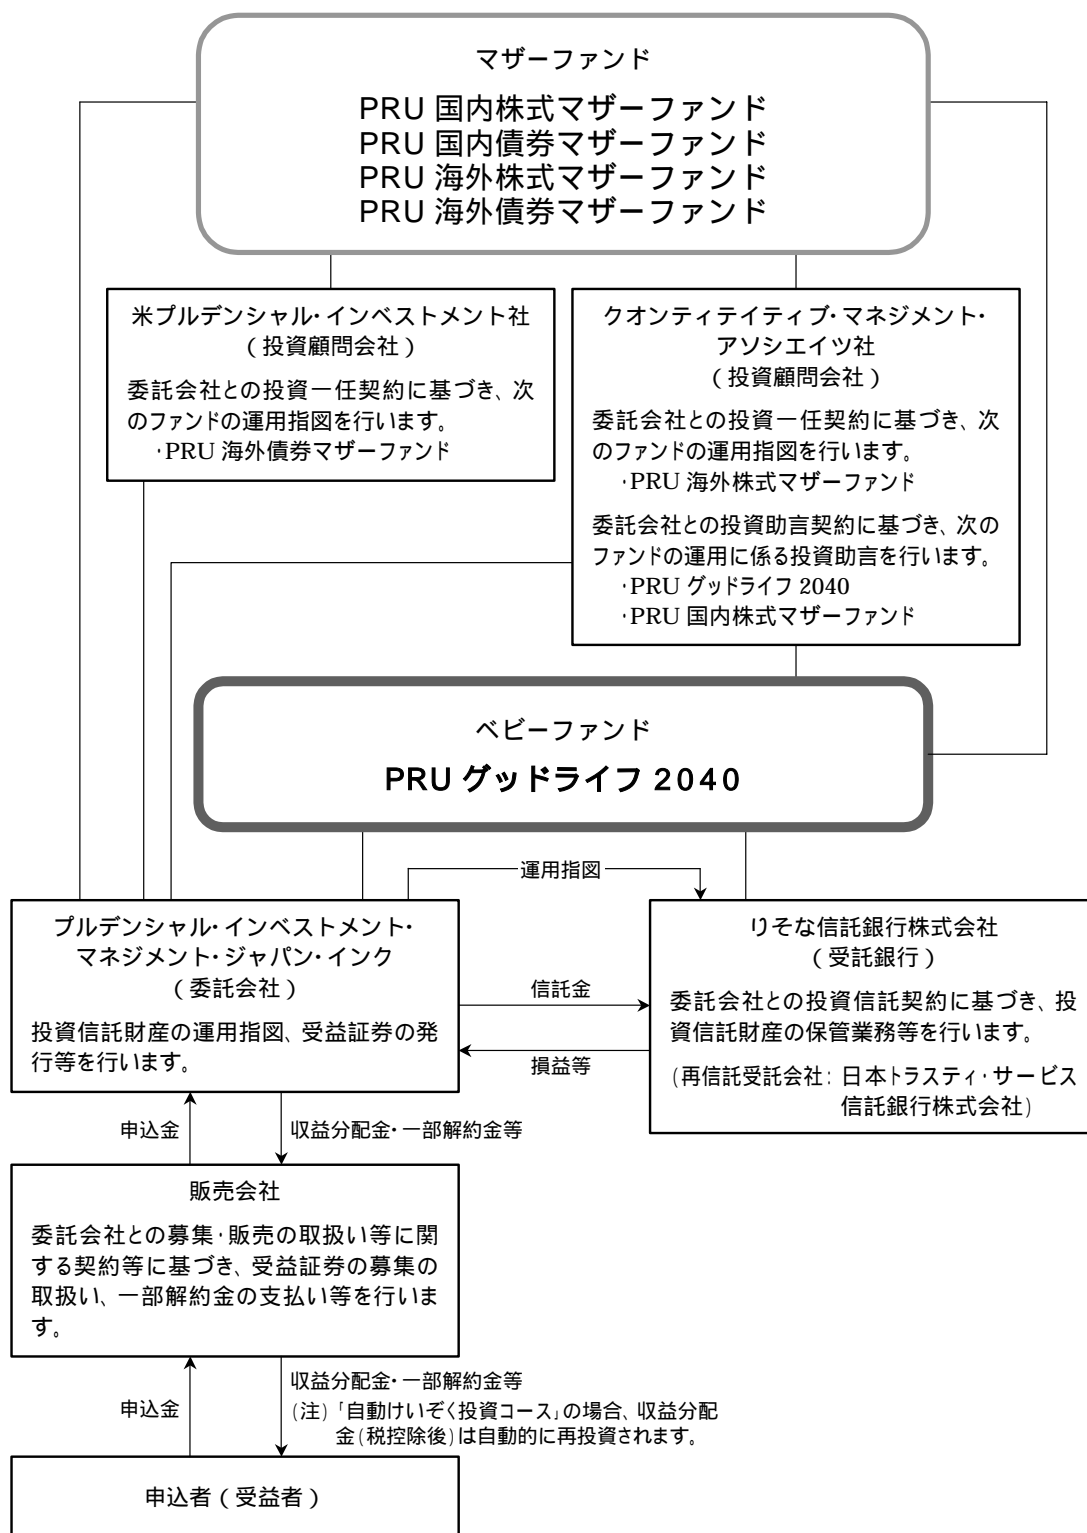 マザーファンド
PRU 国内株式マザーファンド
PRU 国内債券マザーファンド
PRU 海外株式マザーファンド
PRU 海外債券マザーファンド
米プルデンシャル・インベストメント社
（投資顧問会社）
委託会社との投資一任契約に基づき、次
のファンドの運用指図を行います。
・PRU 海外債券マザーファンド
クオンティテイティブ・マネジメント・
アソシエイツ社
（投資顧問会社）
委託会社との投資一任契約に基づき、次
のファンドの運用指図を行います。
・PRU 海外株式マザーファンド
委託会社との投資助言契約に基づき、次の
ファンドの運用に係る投資助言を行います。
・PRU グッドライフ 2040
・PRU 国内株式マザーファンド
ベビーファンド
PRU グッドライフ 2040
運用指図
プルデンシャル・インベストメント・
マネジメント・ジャパン・インク
（委託会社）
投資信託財産の運用指図、受益証券の発
行等を行います。
信託金
損益等
りそな信託銀行株式会社
（受託銀行）
委託会社との投資信託契約に基づき、投
資信託財産の保管業務等を行います。
(再信託受託会社：日本トラスティ・サービス
信託銀行株式会社)
申込金
収益分配金・一部解約金等
販売会社
委託会社との募集・販売の取扱い等に関
する契約等に基づき、受益証券の募集の
取扱い、一部解約金の支払い等を行いま
す。
申込金
収益分配金・一部解約金等
(注)「自動けいぞく投資コース」の場合、収益分配
金(税控除後)は自動的に再投資されます。
申込者（受益者）